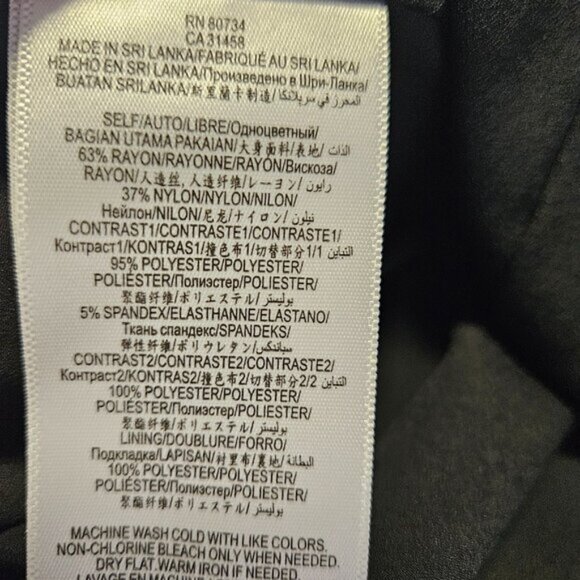 RN 80734
CA 31458
MADE IN SRI LANKA/FABRIQUÉ AU SRI LANKA/
HECHO EN SRI LANKA/Произведено в Шри-Ланка/
BUATAN SRILANKA/斯里兰卡制造/ المحرز في سريلانكا
SELF/AUTO/LIBRE/Одноцветный/
BAGIAN UTAMA PAKAIAN/大身面料/表地/ الذات
63% RAYON/RAYONNE/RAYÓN/Вискоза/
RAYON/人造丝, 人造纤维/レーヨン/ رايون
37% NYLON/NYLON/NILON/
Нейлон/NILON/尼龙/ナイロン/ نيلون
CONTRAST1/CONTRASTE1/CONTRASTE1/
Контраст1/KONTRAS1/撞色布1/切替部分1/ التباين 1
95% POLYESTER/POLYESTER/
POLIÉSTER/Полиэстер/POLIESTER/
聚酯纤维/ポリエステル/ بوليستر
5% SPANDEX/ELASTHANNE/ELASTANO/
Ткань спандекс/SPANDEKS/
弹性纤维/ポリウレタン/ سباندكس
CONTRAST2/CONTRASTE2/CONTRASTE2/
Контраст2/KONTRAS2/撞色布2/切替部分2/ التباين 2
100% POLYESTER/POLYESTER/
POLIÉSTER/Полиэстер/POLIESTER/
聚酯纤维/ポリエステル/ بوليستر
LINING/DOUBLURE/FORRO/
Подкладка/LAPISAN/衬里布/裏地/ البطانة
100% POLYESTER/POLYESTER/
POLIÉSTER/Полиэстер/POLIESTER/
聚酯纤维/ポリエステル/ بوليستر
MACHINE WASH COLD WITH LIKE COLORS.
NON-CHLORINE BLEACH ONLY WHEN NEEDED.
DRY FLAT. WARM IRON IF NEEDED.
LAVAGE EN MACHINE